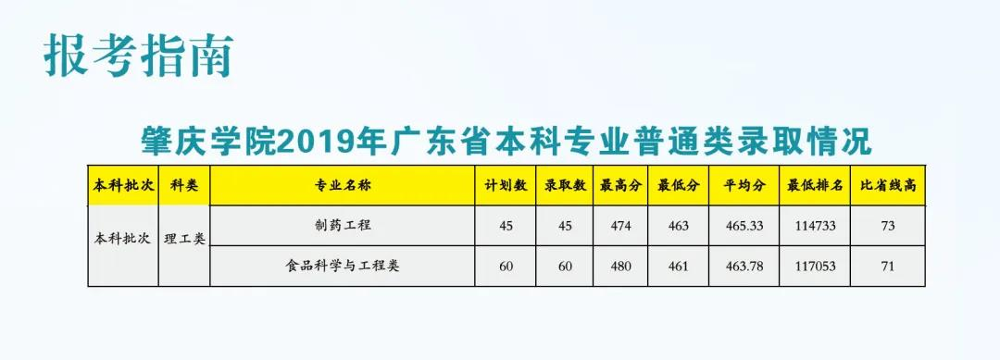 报考指南
肇庆学院2019年广东省本科专业普通类录取情况
本科批次 科类 专业名称 计划数 录取数 最高分 最低分 平均分 最低排名 比省线高
本科批次 理工类 制药工程 45 45 474 463 465.33 114733 73
食品科学与工程类 60 60 480 461 463.78 117053 71